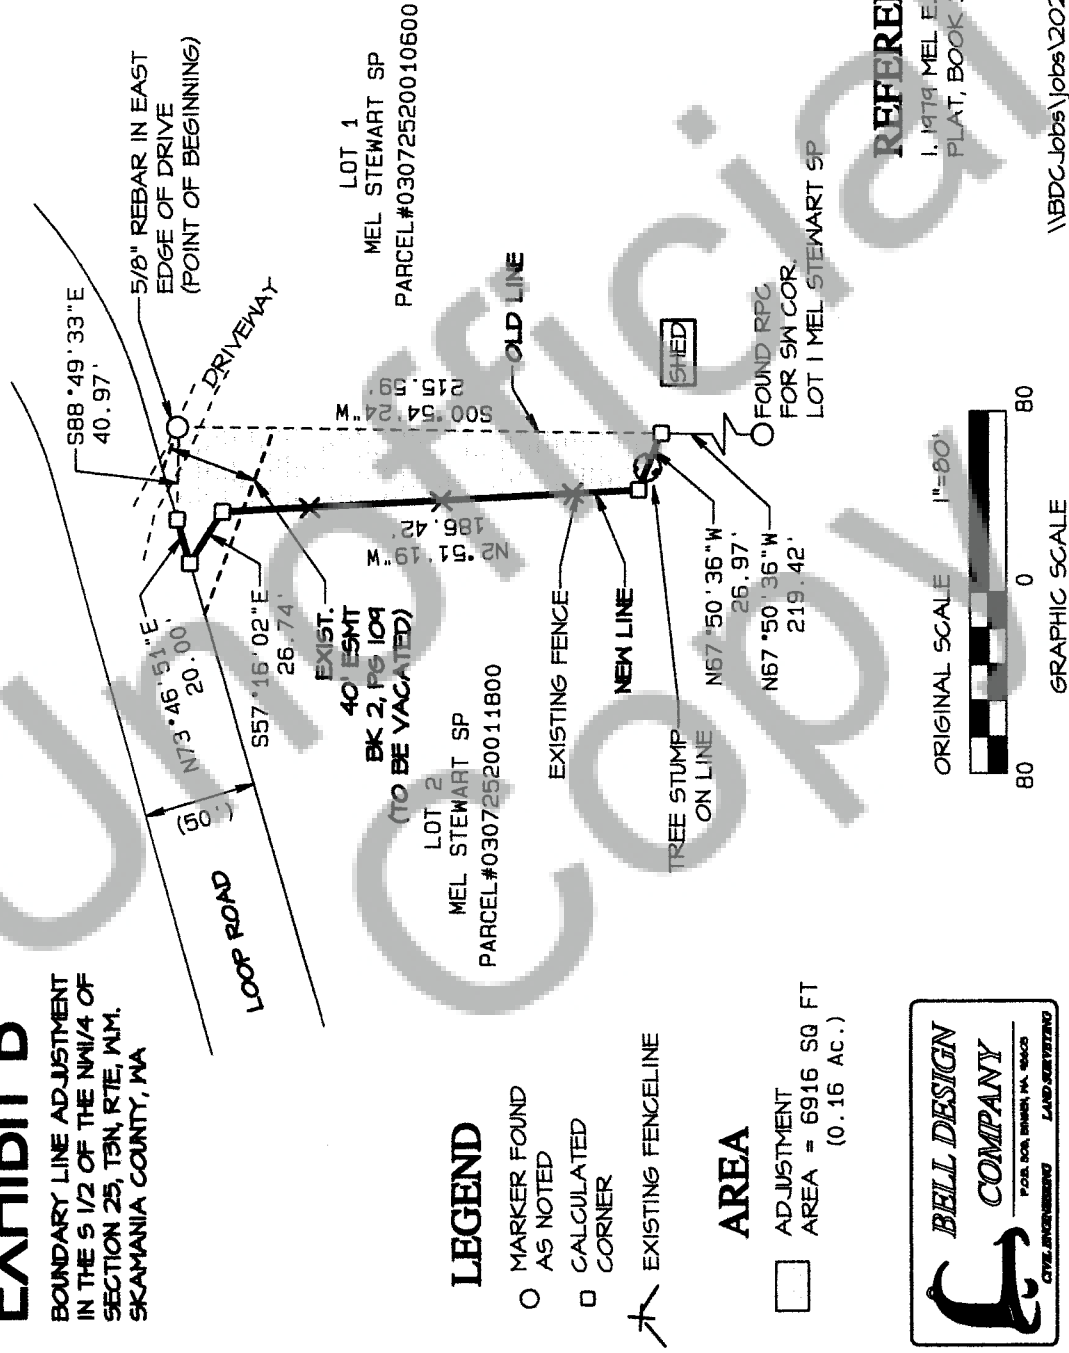 EXHIBIT B
BOUNDARY LINE ADJUSTMENT
IN THE S 1/2 OF THE NW1/4 OF
SECTION 25, T3N, R7E, W.M.
SKAMANIA COUNTY, WA
LEGEND
MARKER FOUND
AS NOTED
CALCULATED
CORNER
EXISTING FENCELINE
AREA
ADJUSTMENT
AREA = 6916 SQ FT
(0.16 Ac.)
BELL DESIGN
COMPANY
CIVIL ENGINEERING
LAND SURVEYING
LOOP ROAD
(50.')
N73°46'51"E
20.00'
S57°16'02"E
26.74'
EXIST.
40' ESMT
BK 2, PG 109
(TO BE VACATED)
LOT 2
MEL STEWART SP
PARCEL#03072520011800
EXISTING FENCE
NEW LINE
TREE STUMP
ON LINE
N2°51'19"W
186.42'
S88°49'33"E
40.97'
5/8" REBAR IN EAST
EDGE OF DRIVE
(POINT OF BEGINNING)
DRIVEWAY
S00°54'24"W
215.59'
OLD LINE
LOT 1
MEL STEWART SP
PARCEL#03072520010600
SHED
N67°50'36"W
26.97'
N67°50'36"W
219.42'
FOUND RPC
FOR SW COR.
LOT 1 MEL STEWART SP
ORIGINAL SCALE 1"=80'
80 0 80
GRAPHIC SCALE
1. 1979 MEL E.
PLAT, BOOK
\\BDCJobs\jobs\202
Unofficial
Copy